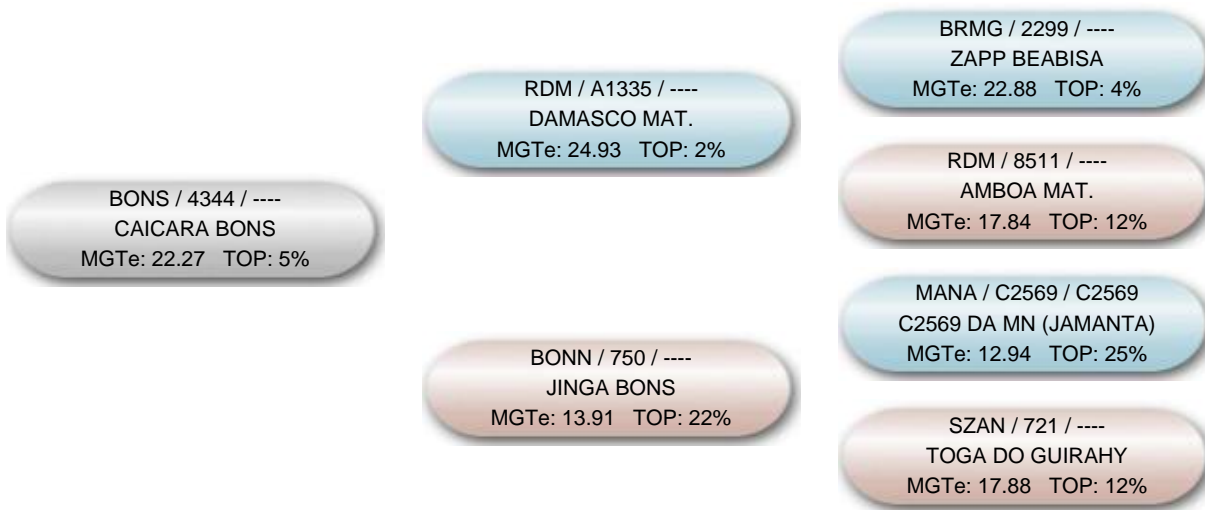 BONS / 4344 / ----
CAICARA BONS
MGTe: 22.27 TOP: 5%
RDM / A1335 / ----
DAMASCO MAT.
MGTe: 24.93 TOP: 2%
BONN / 750 / ----
JINGA BONS
MGTe: 13.91 TOP: 22%
BRMG / 2299 / ----
ZAPP BEABISA
MGTe: 22.88 TOP: 4%
RDM / 8511 / ----
AMBOA MAT.
MGTe: 17.84 TOP: 12%
MANA / C2569 / C2569
C2569 DA MN (JAMANTA)
MGTe: 12.94 TOP: 25%
SZAN / 721 / ----
TOGA DO GUIRAHY
MGTe: 17.88 TOP: 12%